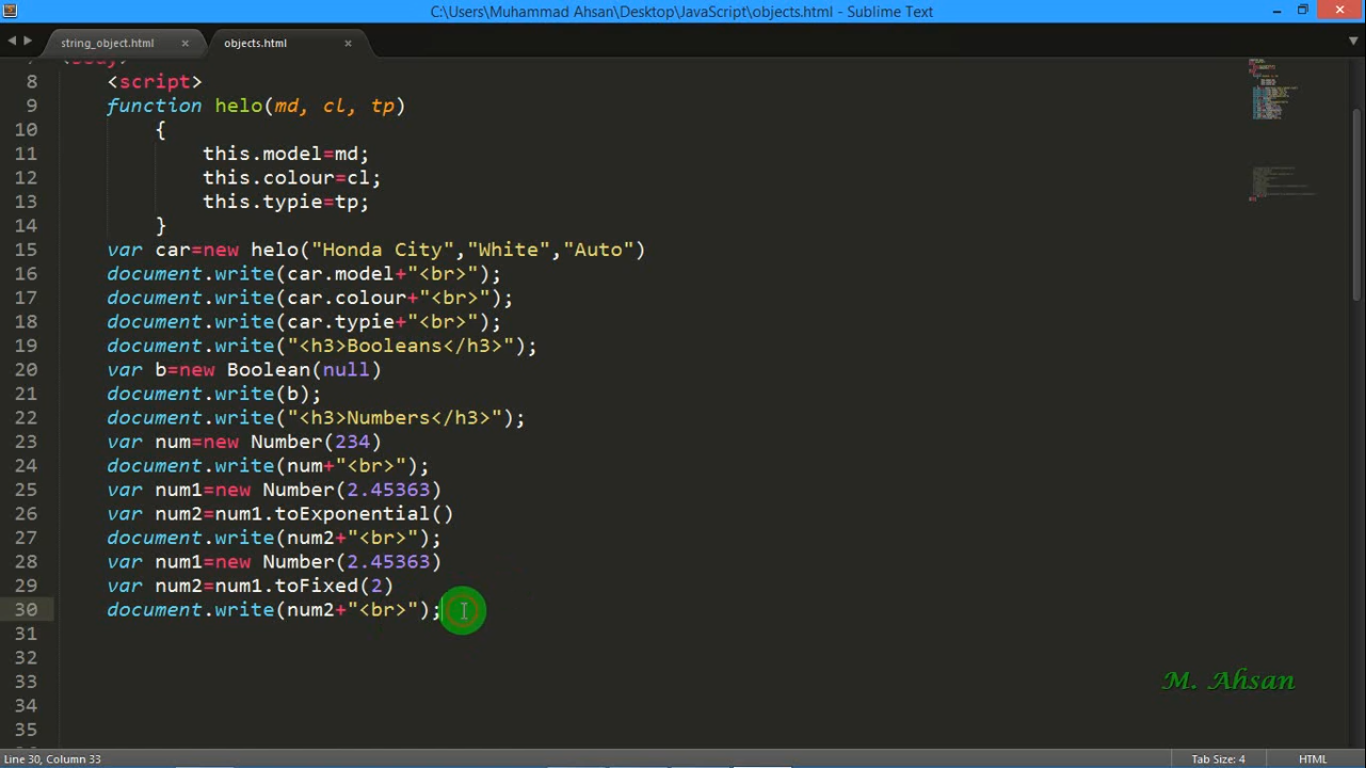 C:\Users\Muhammad Ahsan\Desktop\JavaScript\objects.html - Sublime Text
string_object.html × objects.html ×
8 <script>
9 function helo(md, cl, tp)
10 {
11 this.model=md;
12 this.colour=cl;
13 this.typie=tp;
14 }
15 var car=new helo("Honda City","White","Auto")
16 document.write(car.model+"<br>");
17 document.write(car.colour+"<br>");
18 document.write(car.typie+"<br>");
19 document.write("<h3>Booleans</h3>");
20 var b=new Boolean(null)
21 document.write(b);
22 document.write("<h3>Numbers</h3>");
23 var num=new Number(234)
24 document.write(num+"<br>");
25 var num1=new Number(2.45363)
26 var num2=num1.toExponential()
27 document.write(num2+"<br>");
28 var num1=new Number(2.45363)
29 var num2=num1.toFixed(2)
30 document.write(num2+"<br>");
31
32
33
M. Ahsan
34
35
Line 30, Column 33 Tab Size: 4 HTML